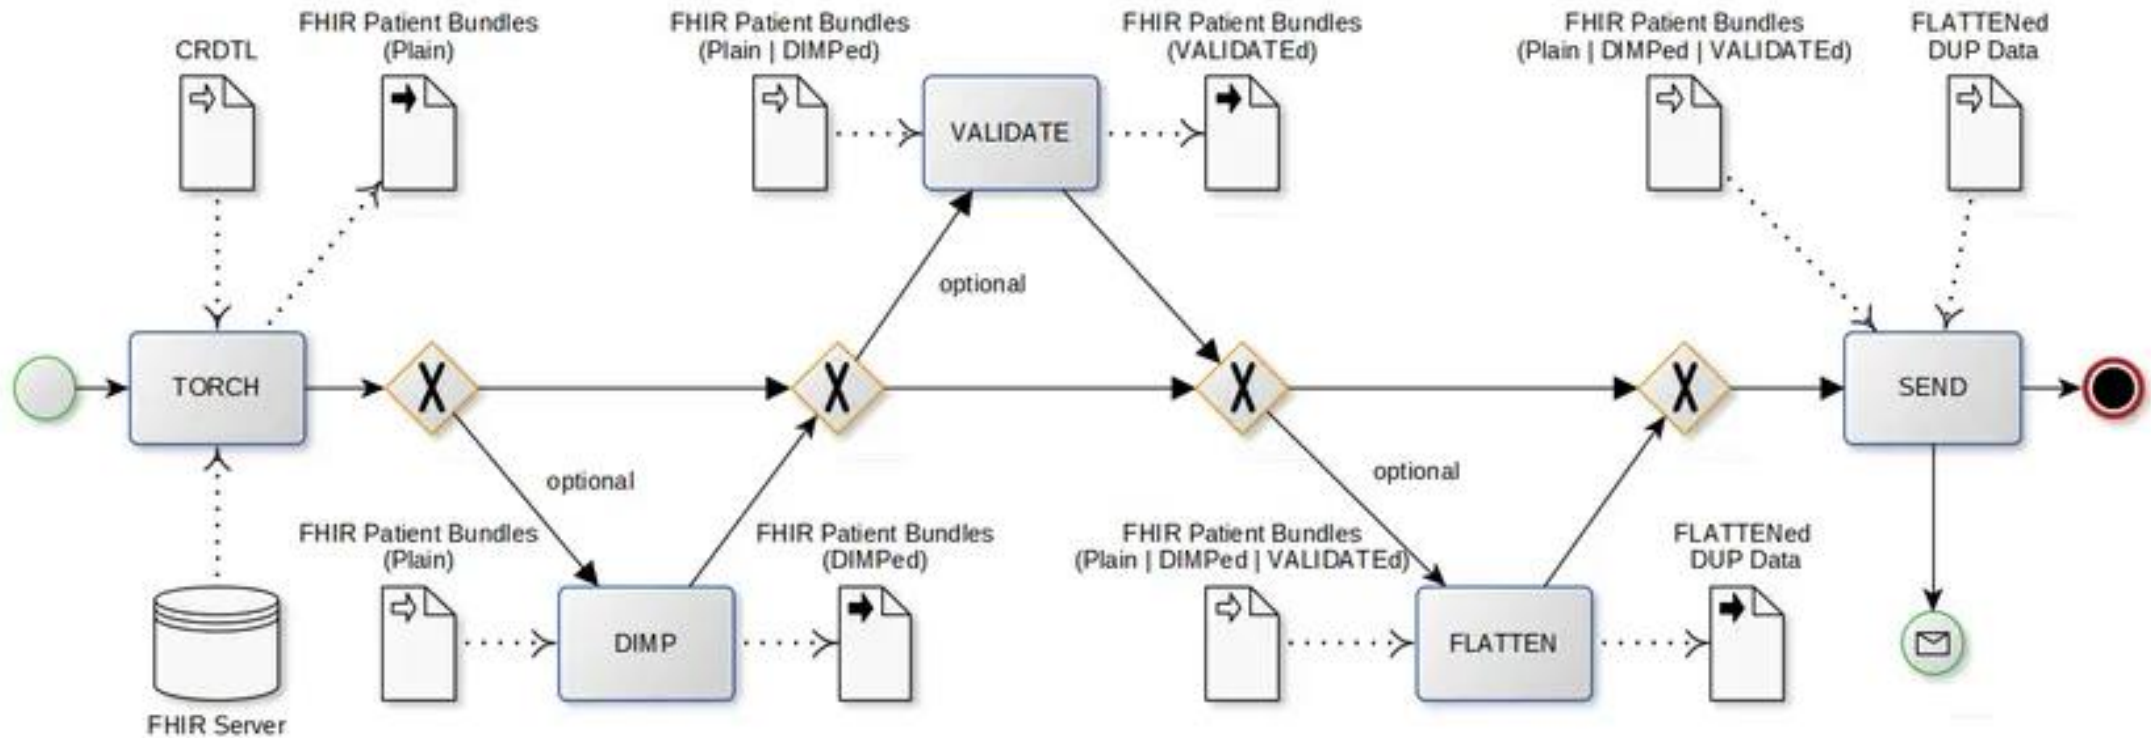 CRDTL
FHIR Patient Bundles
(Plain)
FHIR Patient Bundles
(Plain | DIMPed)
FHIR Patient Bundles
(VALIDATEd)
FHIR Patient Bundles
(Plain | DIMPed | VALIDATEd)
FLATTENed
DUP Data
VALIDATE
optional
TORCH
X
X
X
X
SEND
optional
optional
FHIR Patient Bundles
(Plain)
FHIR Patient Bundles
(DIMPed)
FHIR Patient Bundles
(Plain | DIMPed | VALIDATEd)
FLATTENed
DUP Data
DIMP
FLATTEN
FHIR Server